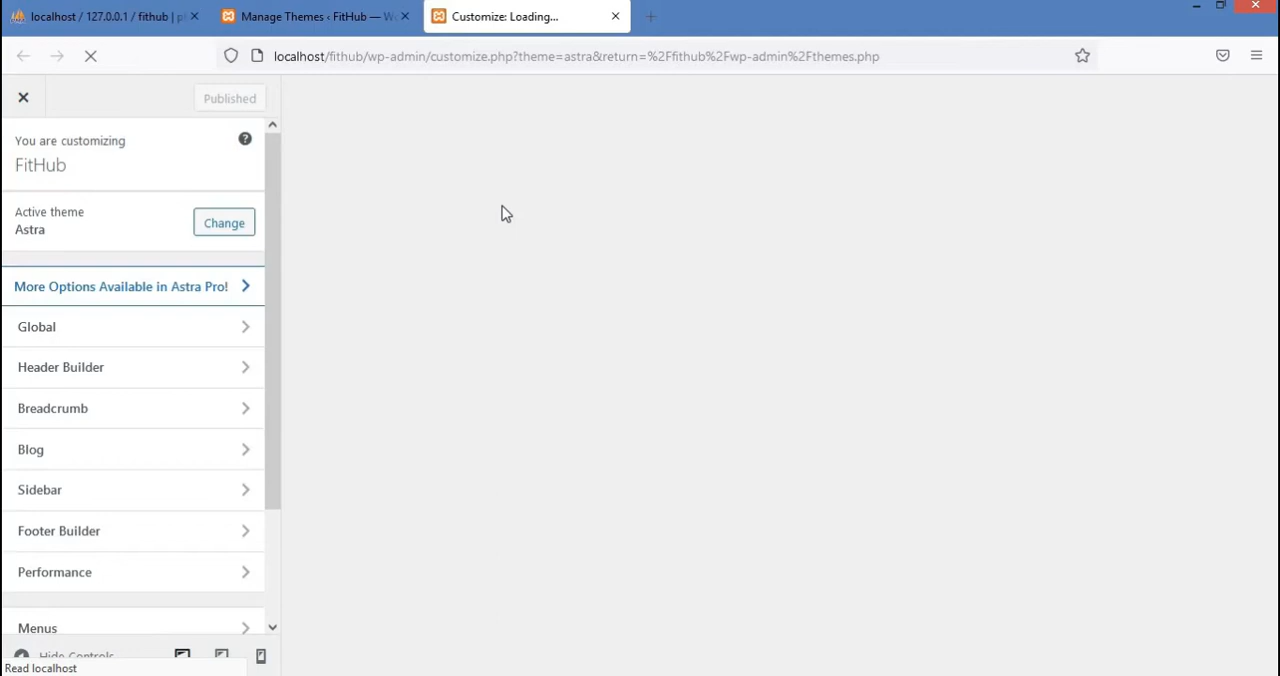 localhost / 127.0.0.1 / fithub | p
Manage Themes ‹ FitHub — W
Customize: Loading...
localhost/fithub/wp-admin/customize.php?theme=astra&return=%2Ffithub%2Fwp-admin%2Fthemes.php
Published
You are customizing
FitHub
Active theme
Astra
Change
More Options Available in Astra Pro!
Global
Header Builder
Breadcrumb
Blog
Sidebar
Footer Builder
Performance
Menus
Hide Controls
Read localhost